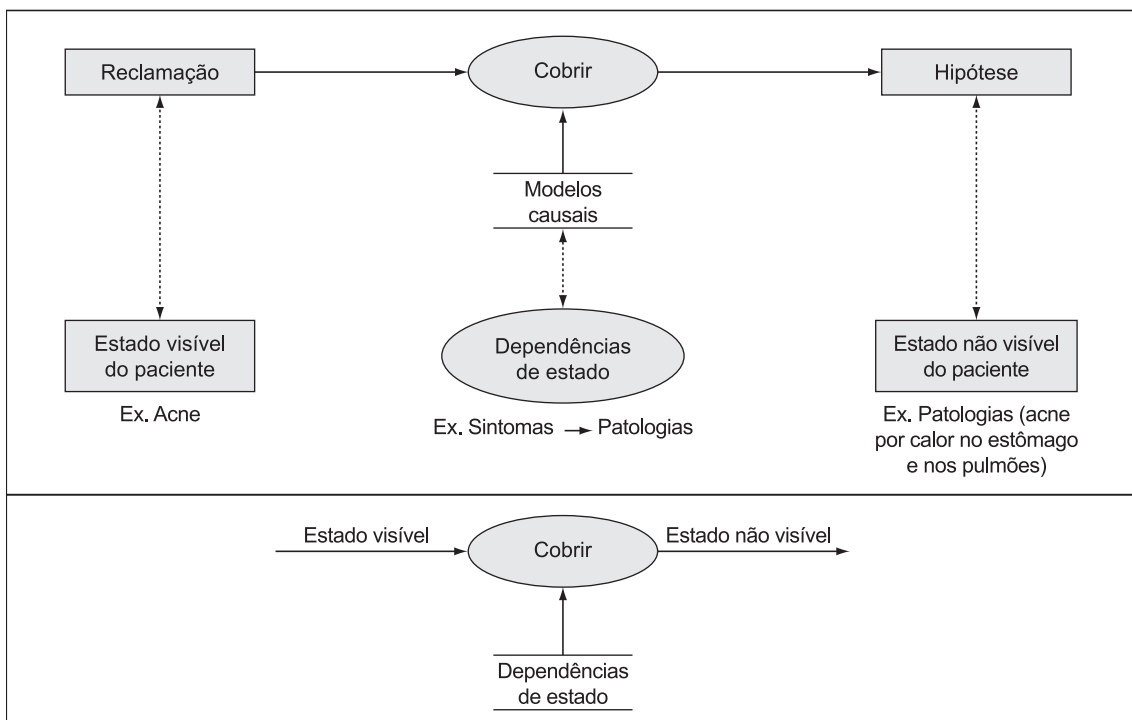 Reclamação
Cobrir
Hipótese
Modelos
causais
Estado visível
do paciente
Dependências
de estado
Estado não visível
do paciente
Ex. Acne
Ex. Sintomas → Patologias
Ex. Patologias (acne
por calor no estômago
e nos pulmões)
Estado visível
Cobrir
Estado não visível
Dependências
de estado